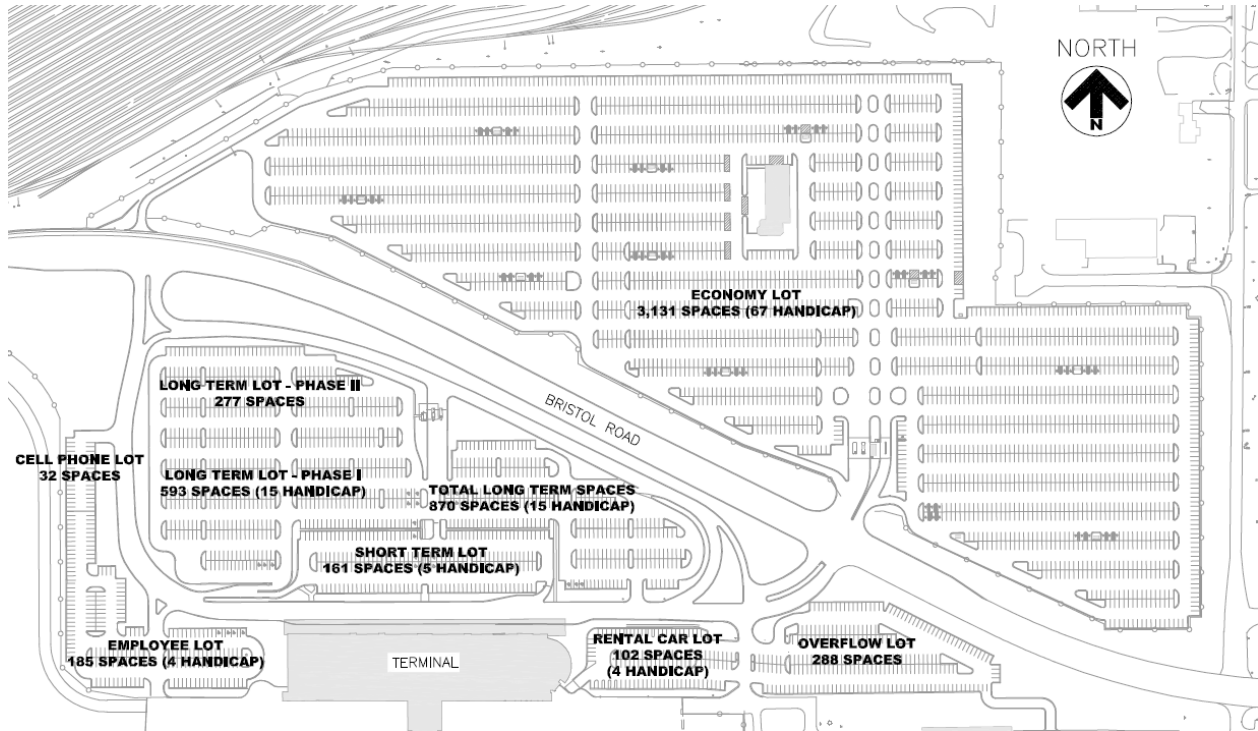 NORTH
N
ECONOMY LOT
3,131 SPACES (67 HANDICAP)
BRISTOL ROAD
LONG TERM LOT - PHASE II
277 SPACES
CELL PHONE LOT
32 SPACES
LONG TERM LOT - PHASE I
593 SPACES (15 HANDICAP)
TOTAL LONG TERM SPACES
870 SPACES (15 HANDICAP)
SHORT TERM LOT
161 SPACES (5 HANDICAP)
EMPLOYEE LOT
185 SPACES (4 HANDICAP)
TERMINAL
RENTAL CAR LOT
102 SPACES
(4 HANDICAP)
OVERFLOW LOT
288 SPACES